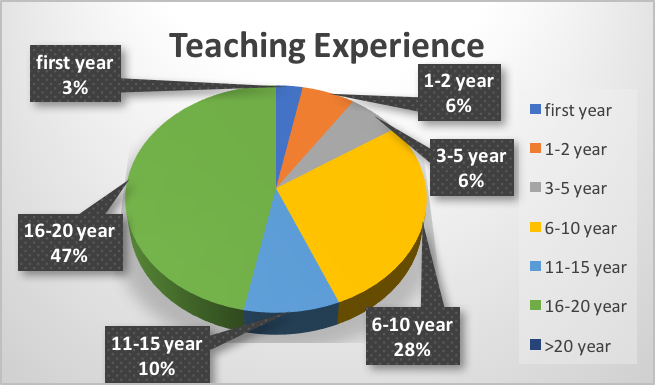 Teaching Experience
first year
3%
1-2 year
6%
3-5 year
6%
6-10 year
28%
11-15 year
10%
16-20 year
47%
first year
1-2 year
3-5 year
6-10 year
11-15 year
16-20 year
>20 year